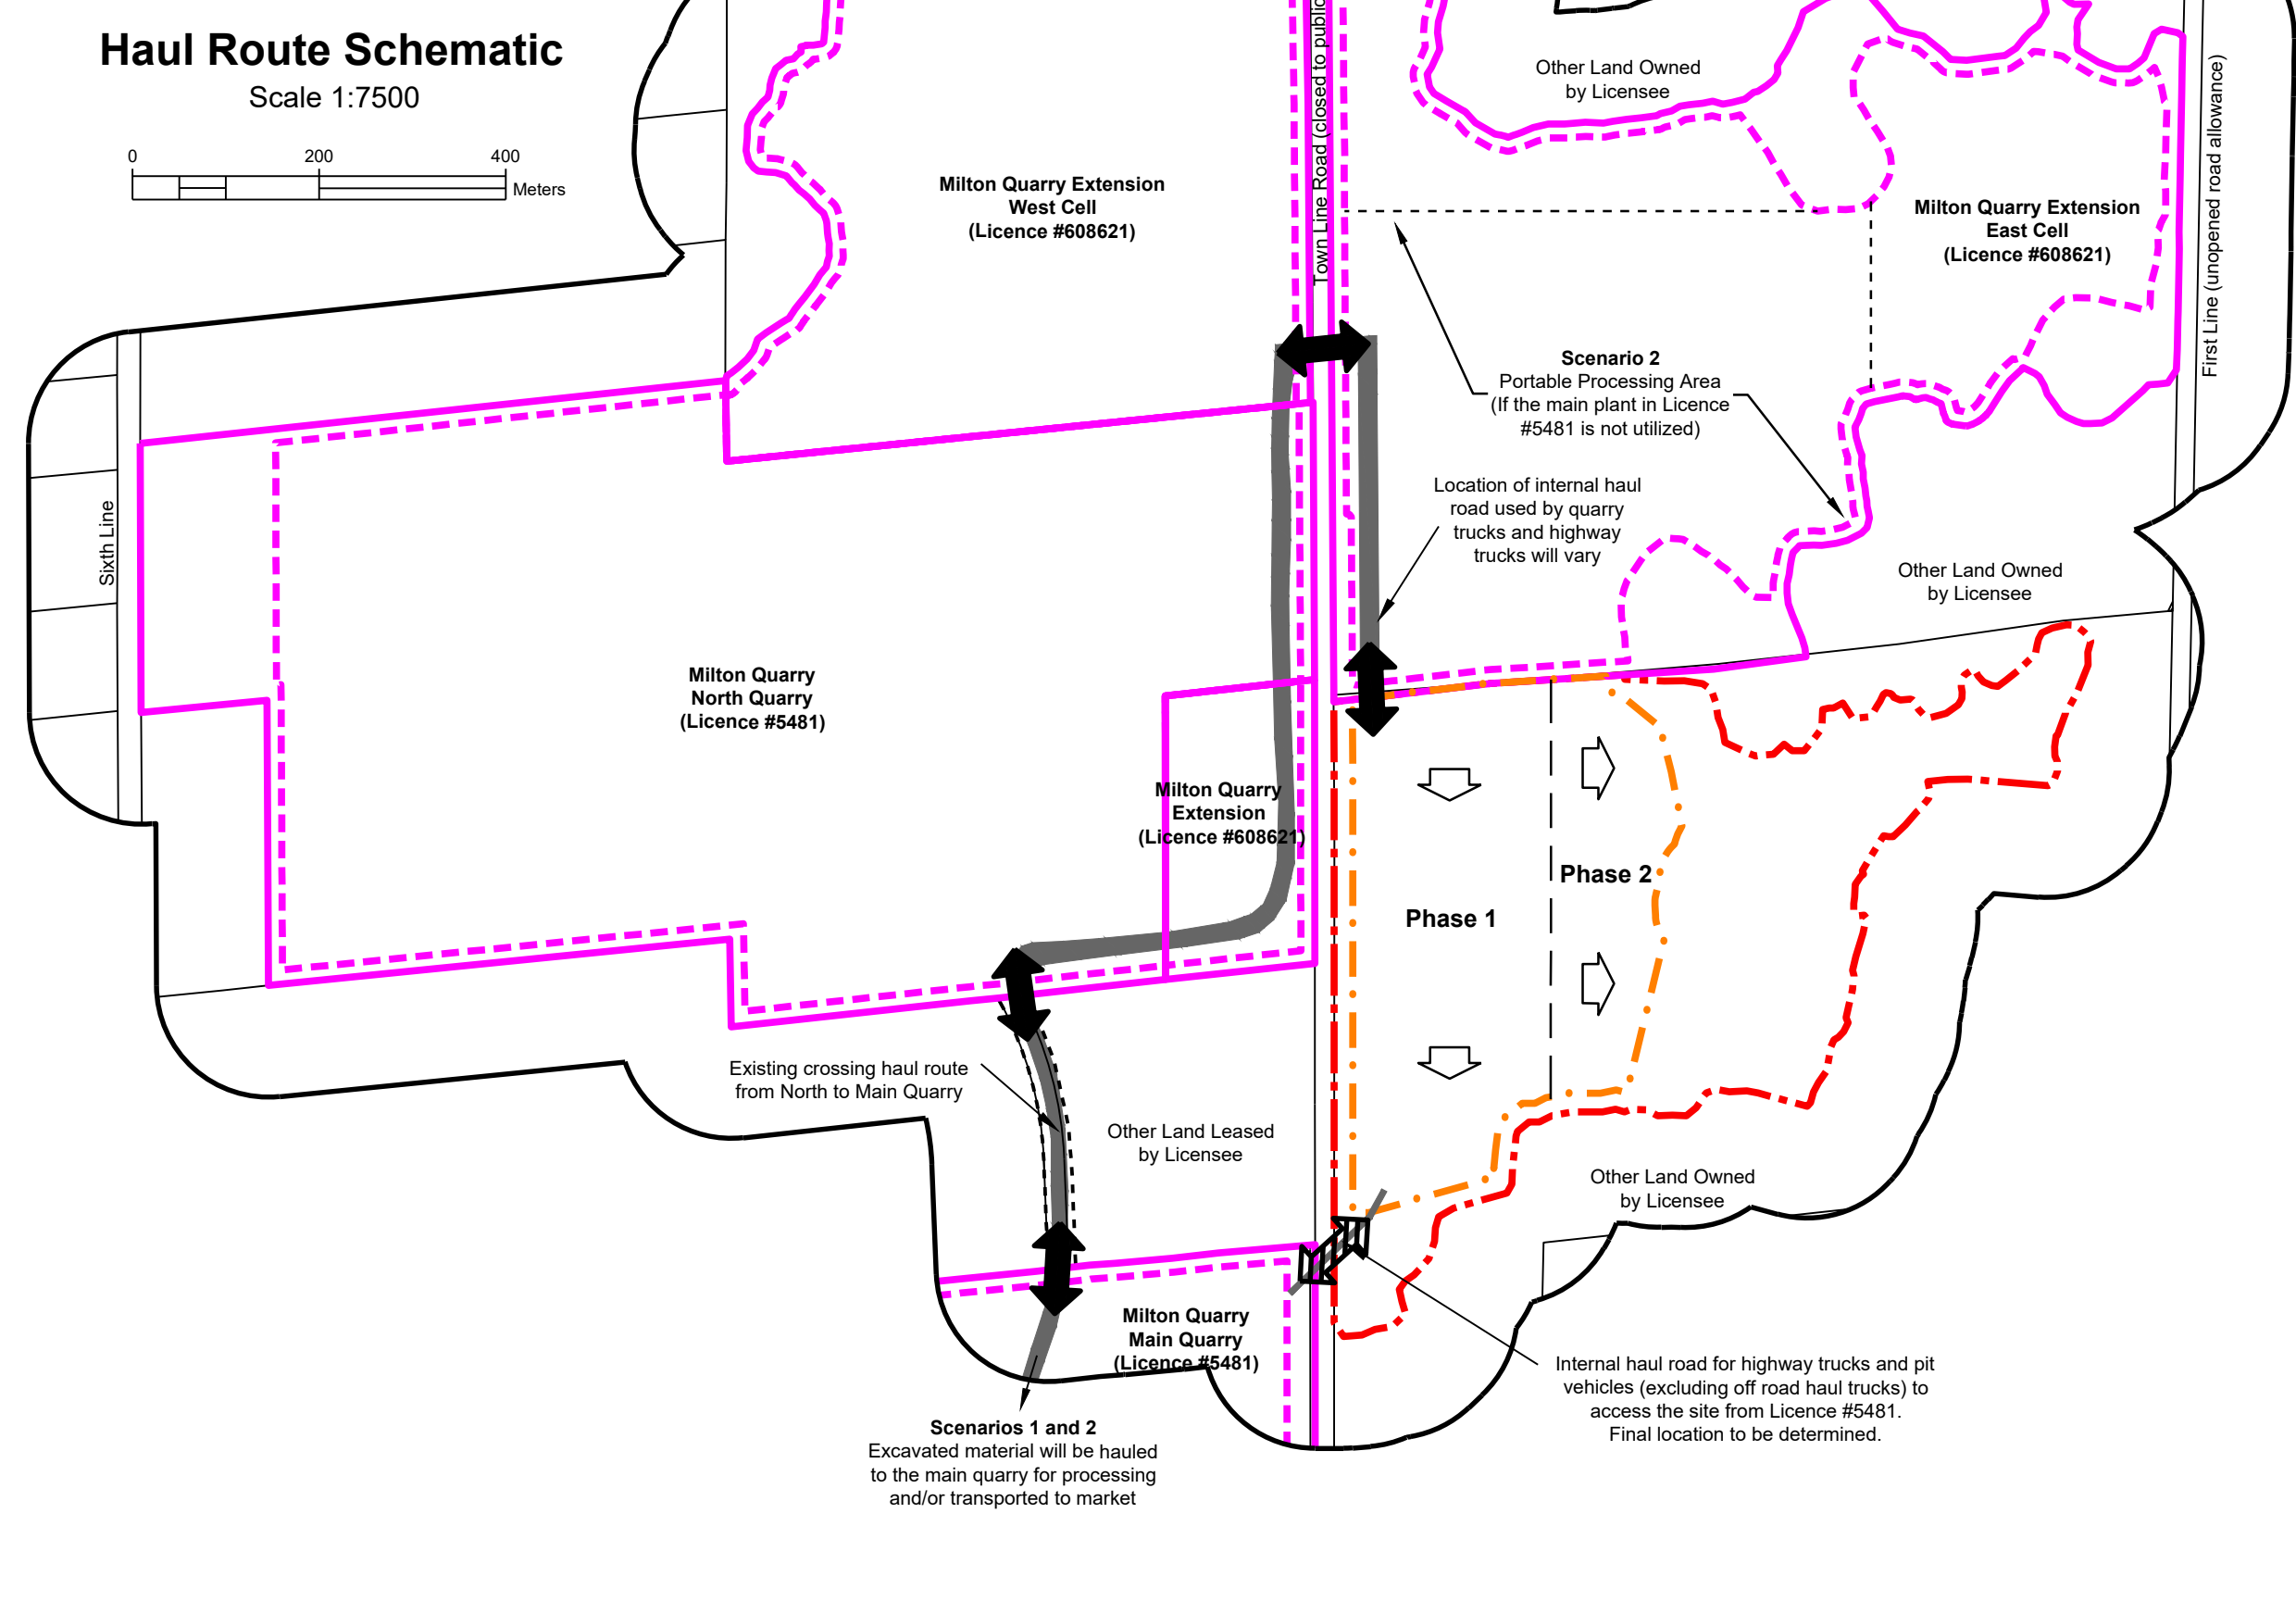 Haul Route Schematic
Scale 1:7500
0 200 400
Meters
Other Land Owned
by Licensee
Town Line Road (closed to public
First Line (unopened road allowance)
Milton Quarry Extension
West Cell
(Licence #608621)
Milton Quarry Extension
East Cell
(Licence #608621)
Scenario 2
Portable Processing Area
(If the main plant in Licence
#5481 is not utilized)
Location of internal haul
road used by quarry
trucks and highway
trucks will vary
Sixth Line
Other Land Owned
by Licensee
Milton Quarry
North Quarry
(Licence #5481)
Milton Quarry
Extension
(Licence #608621)
Phase 2
Phase 1
Existing crossing haul route
from North to Main Quarry
Other Land Leased
by Licensee
Other Land Owned
by Licensee
Milton Quarry
Main Quarry
(Licence #5481)
Internal haul road for highway trucks and pit
vehicles (excluding off road haul trucks) to
access the site from Licence #5481.
Final location to be determined.
Scenarios 1 and 2
Excavated material will be hauled
to the main quarry for processing
and/or transported to market